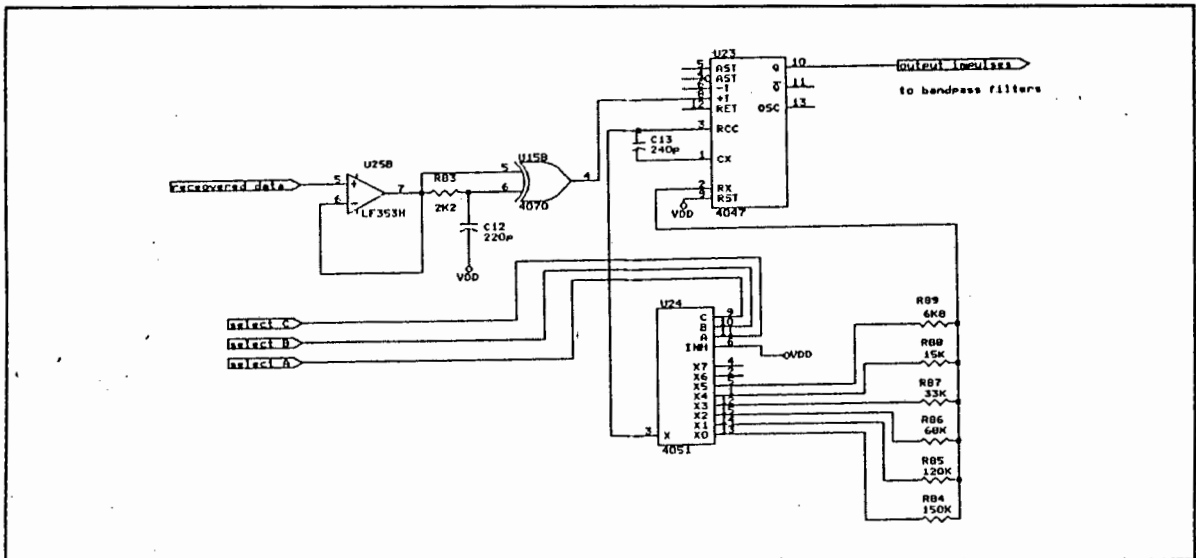 U23
5 AST Q 10 output impulses
AST Q 11 to bandpass filters
-T
+T OSC 13
12 RET
3 RCC
C13
240p
1 CX
2 RX
9 RST
VDD 4047
U25B
recovered data 5 + 7
6 -
LF353H
R83
2K2
C12
220p
VDD
U15B
5
6
4
4070
select C
select B
select A
U24
C 9
B 10
A 11
INH 6 VDD
X7 4
X6 2
X5 5
X4 1
X3 12
X2 15
X1 14
X0 13
3 X
4051
R89
6K8
R88
15K
R87
33K
R86
68K
R85
120K
R84
150K